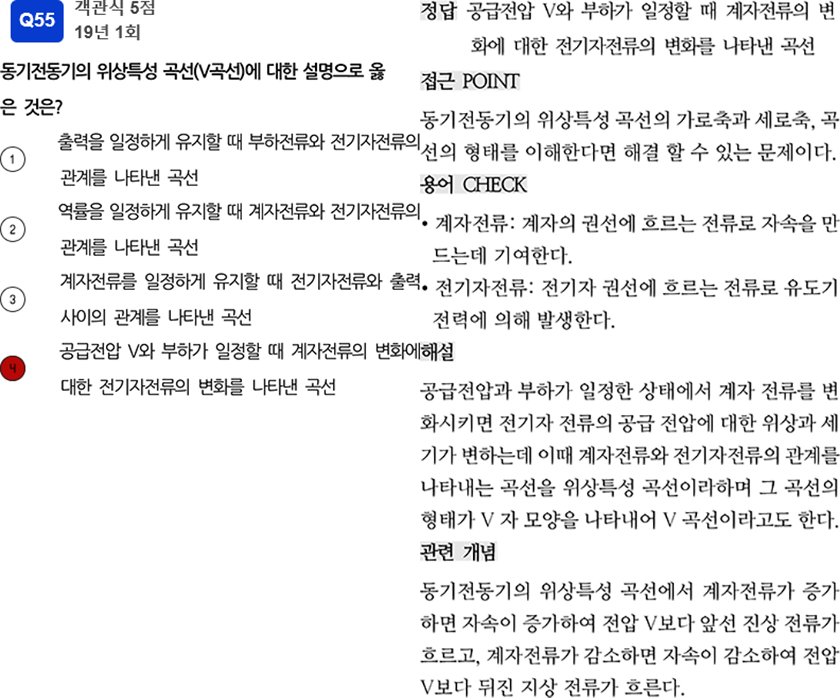 Q55
객관식 5점
19년 1회
동기전동기의 위상특성 곡선(V곡선)에 대한 설명으로 옳
은 것은?
1 출력을 일정하게 유지할 때 부하전류와 전기자전류의
관계를 나타낸 곡선
2 역률을 일정하게 유지할 때 계자전류와 전기자전류의
관계를 나타낸 곡선
3 계자전류를 일정하게 유지할 때 전기자전류와 출력
사이의 관계를 나타낸 곡선
4 공급전압 V와 부하가 일정할 때 계자전류의 변화에
대한 전기자전류의 변화를 나타낸 곡선
정답 공급전압 V와 부하가 일정할 때 계자전류의 변
화에 대한 전기자전류의 변화를 나타낸 곡선
접근 POINT
동기전동기의 위상특성 곡선의 가로축과 세로축, 곡
선의 형태를 이해한다면 해결 할 수 있는 문제이다.
용어 CHECK
• 계자전류: 계자의 권선에 흐르는 전류로 자속을 만
드는데 기여한다.
• 전기자전류: 전기자 권선에 흐르는 전류로 유도기
전력에 의해 발생한다.
해설
공급전압과 부하가 일정한 상태에서 계자 전류를 변
화시키면 전기자 전류의 공급 전압에 대한 위상과 세
기가 변하는데 이때 계자전류와 전기자전류의 관계를
나타내는 곡선을 위상특성 곡선이라하며 그 곡선의
형태가 V 자 모양을 나타내어 V 곡선이라고도 한다.
관련 개념
동기전동기의 위상특성 곡선에서 계자전류가 증가
하면 자속이 증가하여 전압 V보다 앞선 진상 전류가
흐르고, 계자전류가 감소하면 자속이 감소하여 전압
V보다 뒤진 지상 전류가 흐른다.